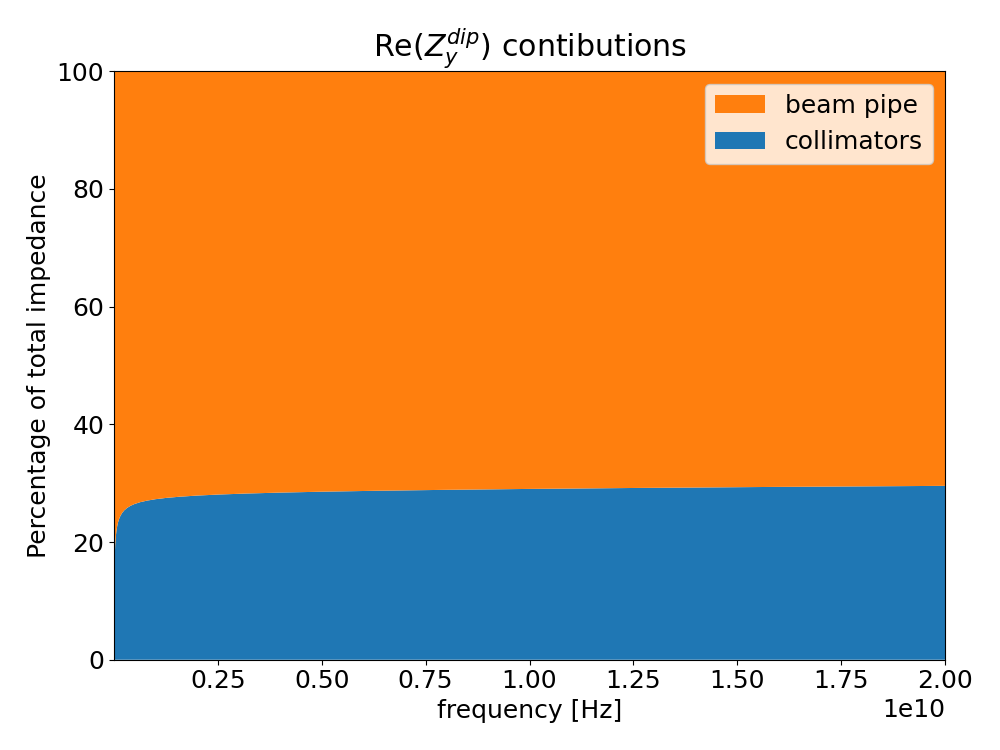 Re($Z_y^{dip}$) contibutions
Percentage of total impedance
100
80
60
40
20
0
beam pipe
collimators
0.25 0.50 0.75 1.00 1.25 1.50 1.75 2.00
frequency [Hz]
1e10